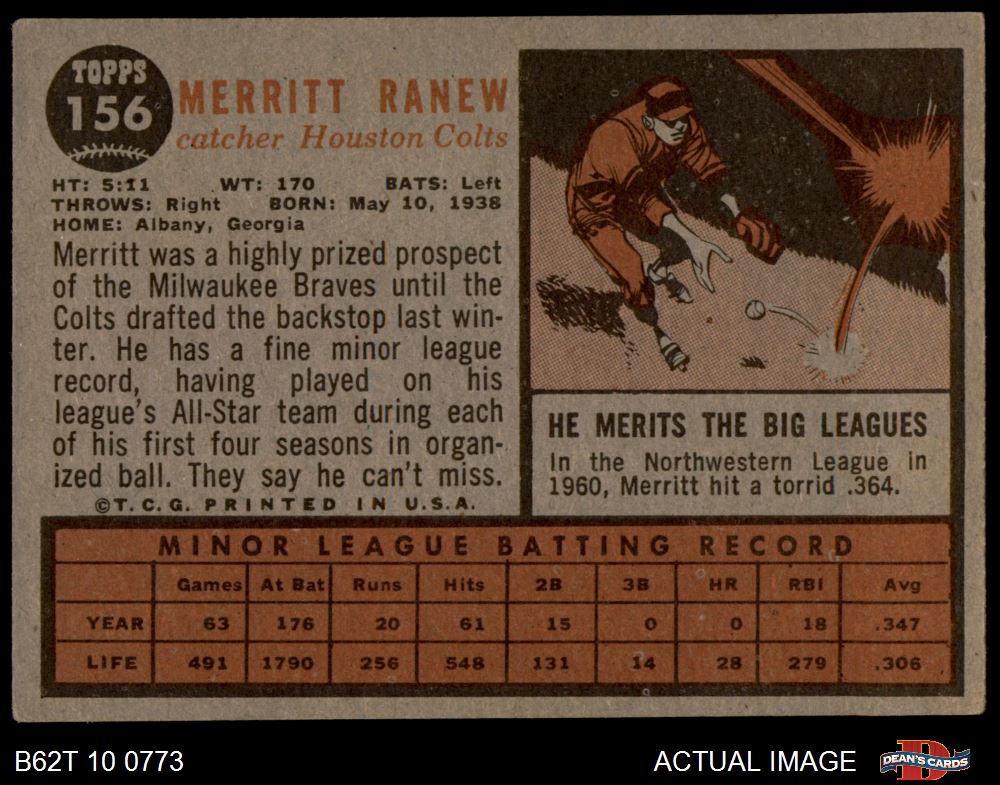 TOPPS
156
MERRITT RANEW
catcher Houston Colts
HT: 5:11 WT: 170 BATS: Left
THROWS: Right BORN: May 10, 1938
HOME: Albany, Georgia
Merritt was a highly prized prospect
of the Milwaukee Braves until the
Colts drafted the backstop last win-
ter. He has a fine minor league
record, having played on his
league's All-Star team during each
of his first four seasons in organ-
ized ball. They say he can't miss.
©T.C.G. PRINTED IN U.S.A.
HE MERITS THE BIG LEAGUES
In the Northwestern League in
1960, Merritt hit a torrid .364.
MINOR LEAGUE BATTING RECORD
Games At Bat Runs Hits 2B 3B HR RBI Avg
YEAR 63 176 20 61 15 0 0 18 .347
LIFE 491 1790 256 548 131 14 28 279 .306
B62T 10 0773 ACTUAL IMAGE DEAN'S CARDS